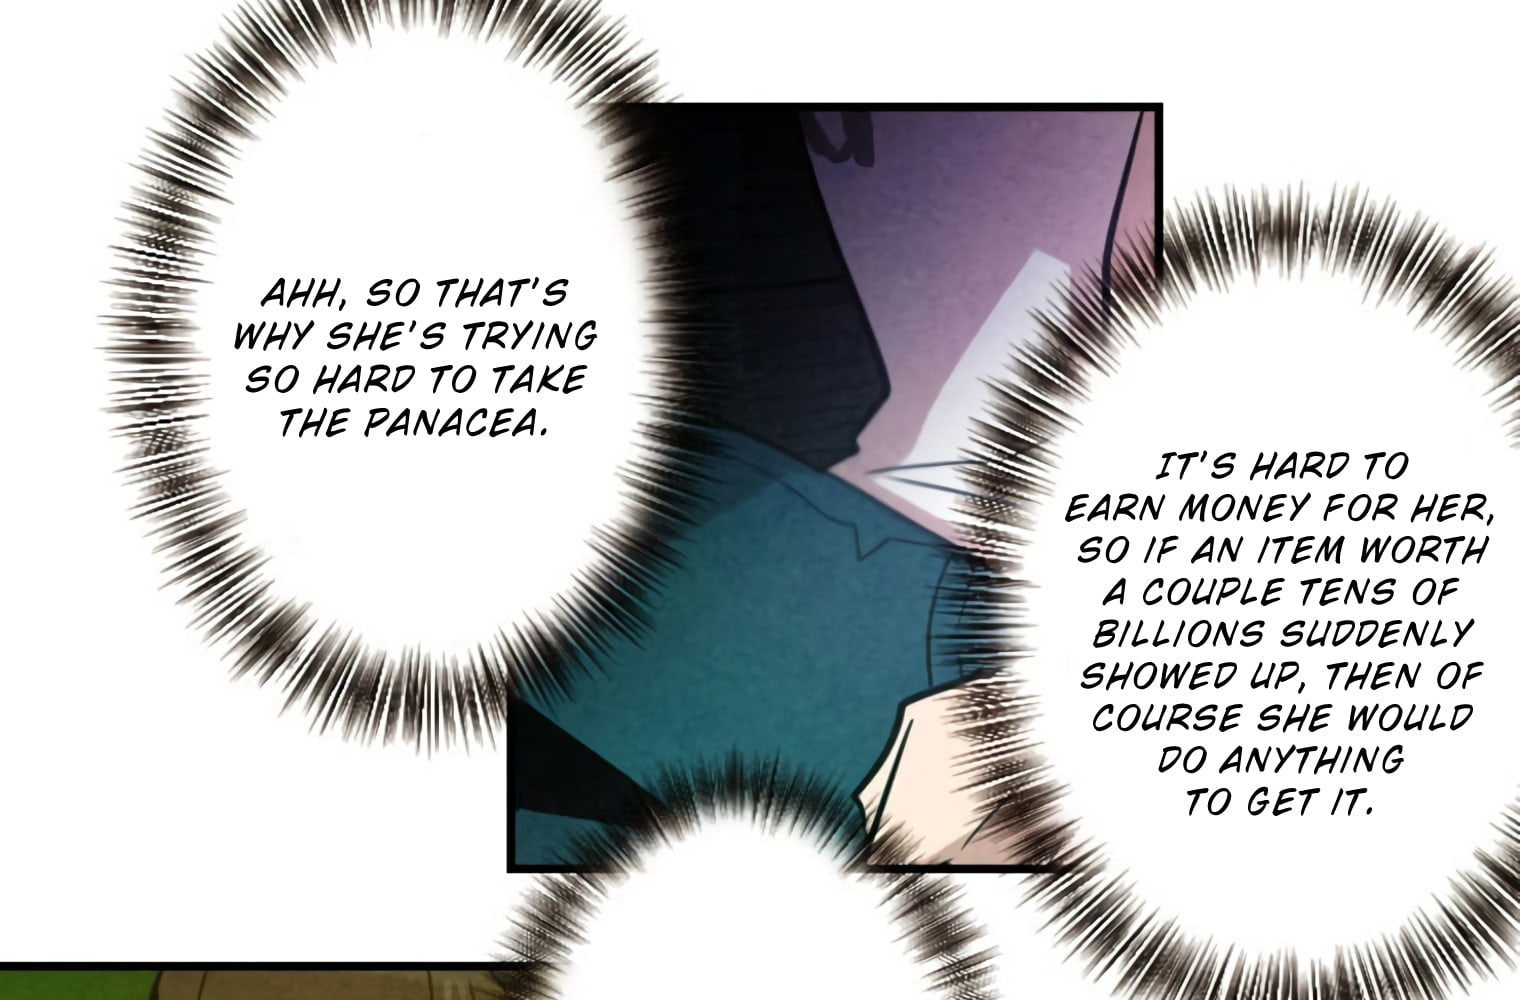 AHH, SO THAT'S
WHY SHE'S TRYING
SO HARD TO TAKE
THE PANACEA.
IT'S HARD TO
EARN MONEY FOR HER,
SO IF AN ITEM WORTH
A COUPLE TENS OF
BILLIONS SUDDENLY
SHOWED UP, THEN OF
COURSE SHE WOULD
DO ANYTHING
TO GET IT.